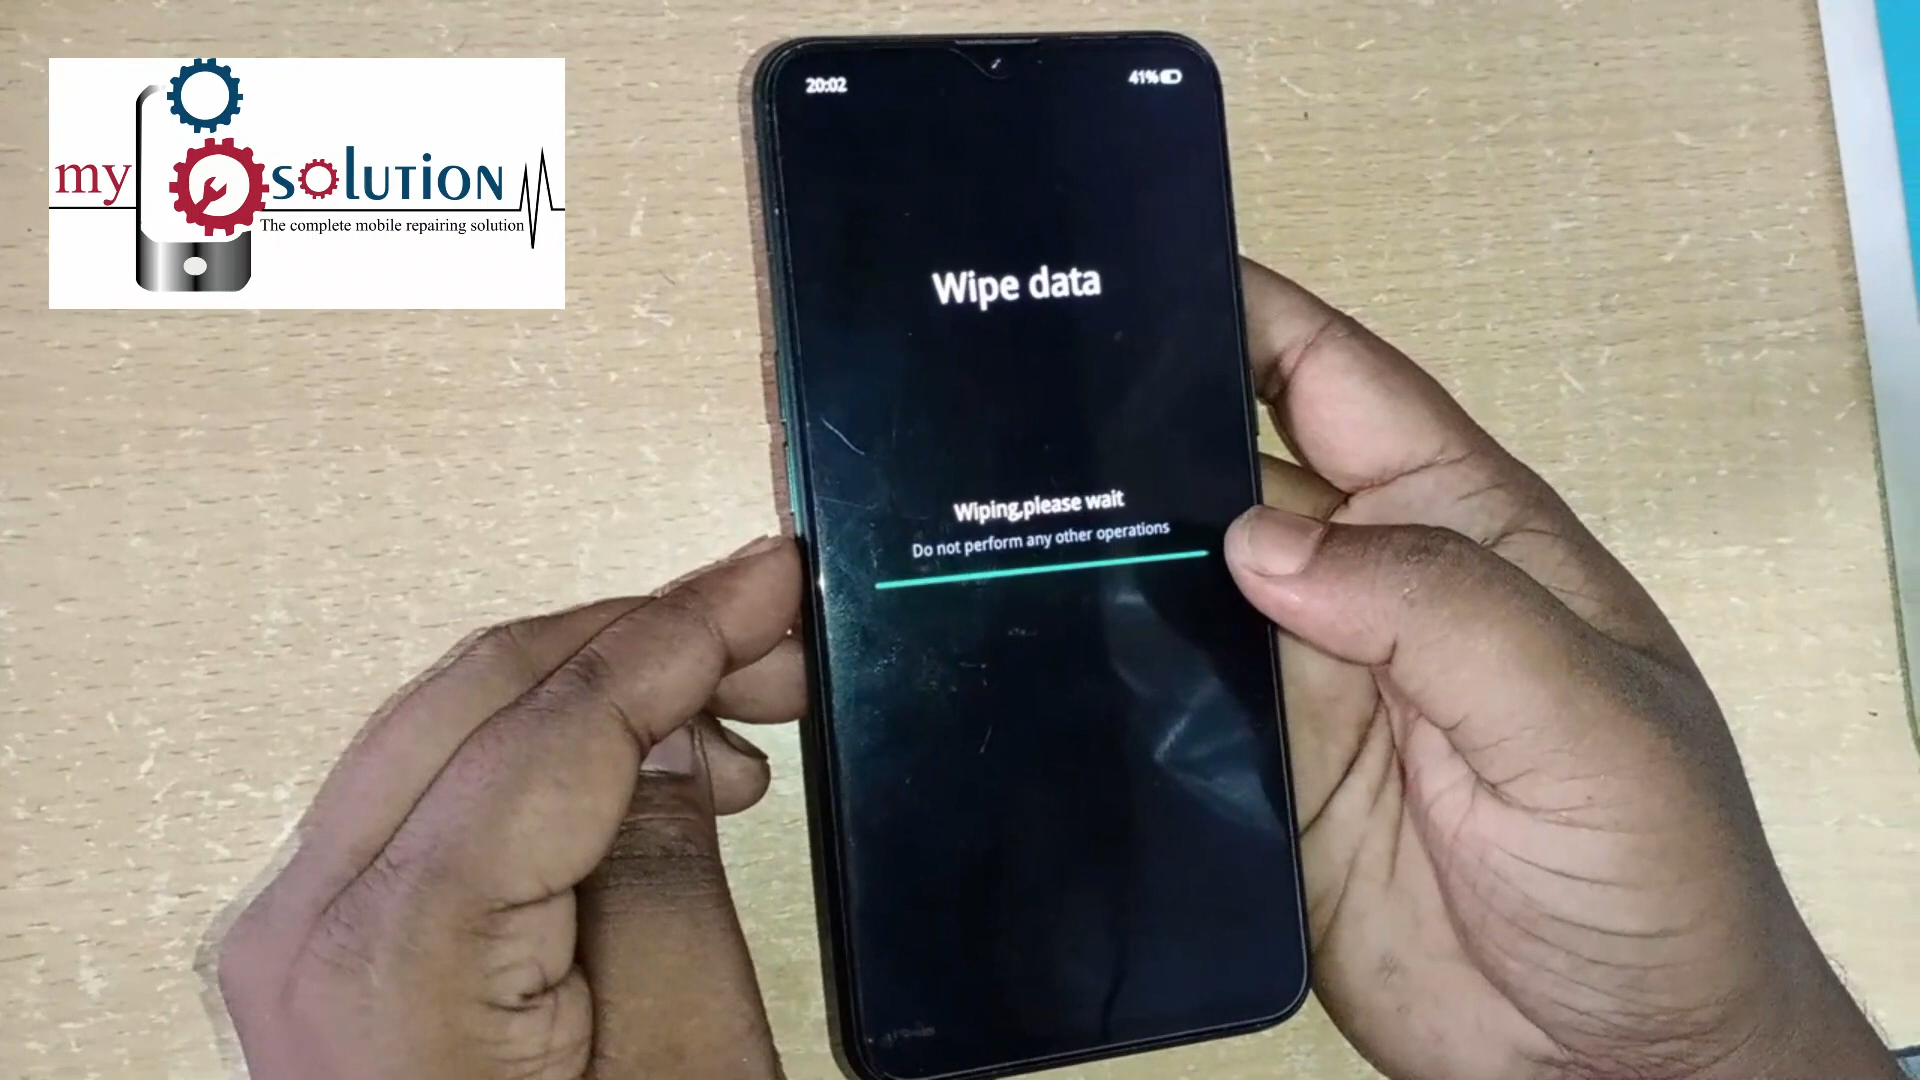 my solution
The complete mobile repairing solution
20:02
41%
Wipe data
Wiping,please wait
Do not perform any other operations